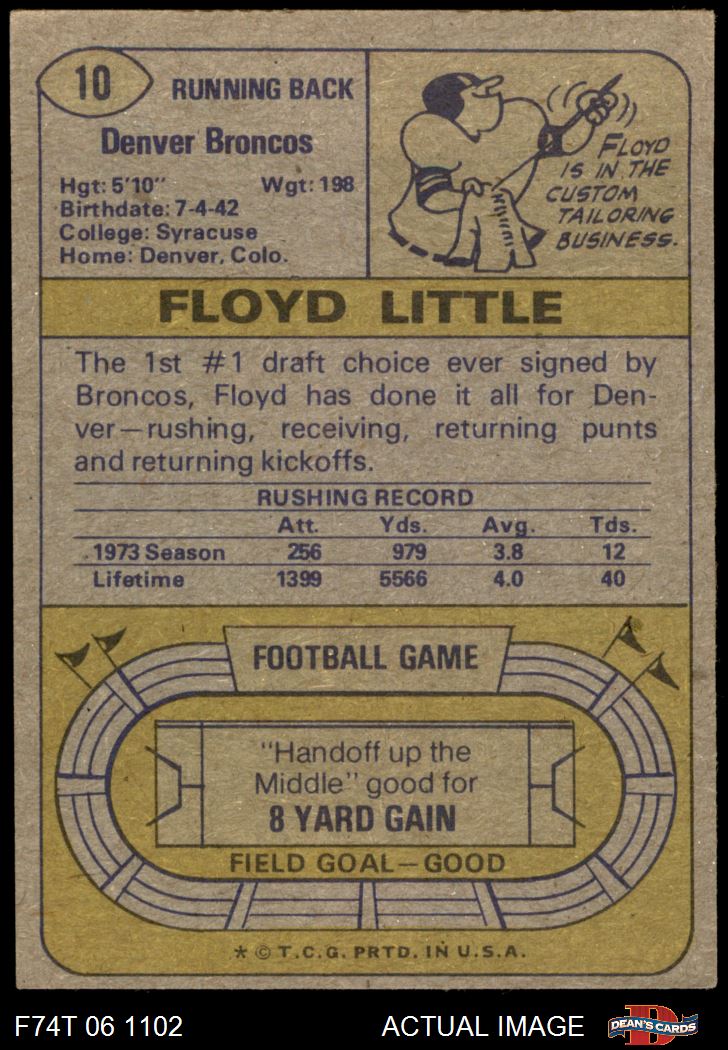 10
RUNNING BACK
Denver Broncos
Hgt: 5'10"   Wgt: 198
Birthdate: 7-4-42
College: Syracuse
Home: Denver, Colo.
FLOYD
IS IN THE
CUSTOM
TAILORING
BUSINESS.
FLOYD LITTLE
The 1st #1 draft choice ever signed by
Broncos, Floyd has done it all for Den-
ver—rushing, receiving, returning punts
and returning kickoffs.
RUSHING RECORD
Att. Yds. Avg. Tds.
1973 Season 256 979 3.8 12
Lifetime 1399 5566 4.0 40
FOOTBALL GAME
"Handoff up the
Middle" good for
8 YARD GAIN
FIELD GOAL—GOOD
* © T.C.G. PRTD. IN U.S.A.
F74T 06 1102 ACTUAL IMAGE DEAN'S CARDS